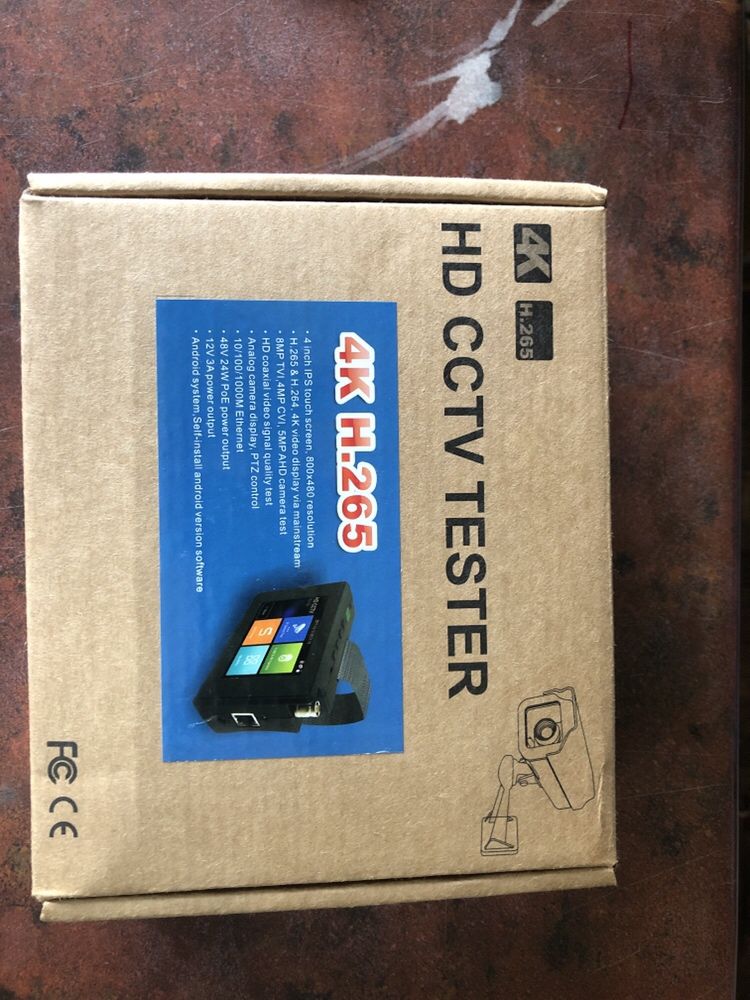 4K H.265
HD CCTV TESTER
4K H.265
· 4 inch IPS touch screen, 800x480 resolution
· H.265 & H.264, 4K video display via mainstream
· 8MP TVI,4MP CVI, 5MP AHD camera test
· HD coaxial video signal quality test
· Analog camera display, PTZ control
· 10/100/1000M Ethernet
· 48V 24W PoE power output
· 12V 3A power output
· Android system,Self-install android version software
FC CE